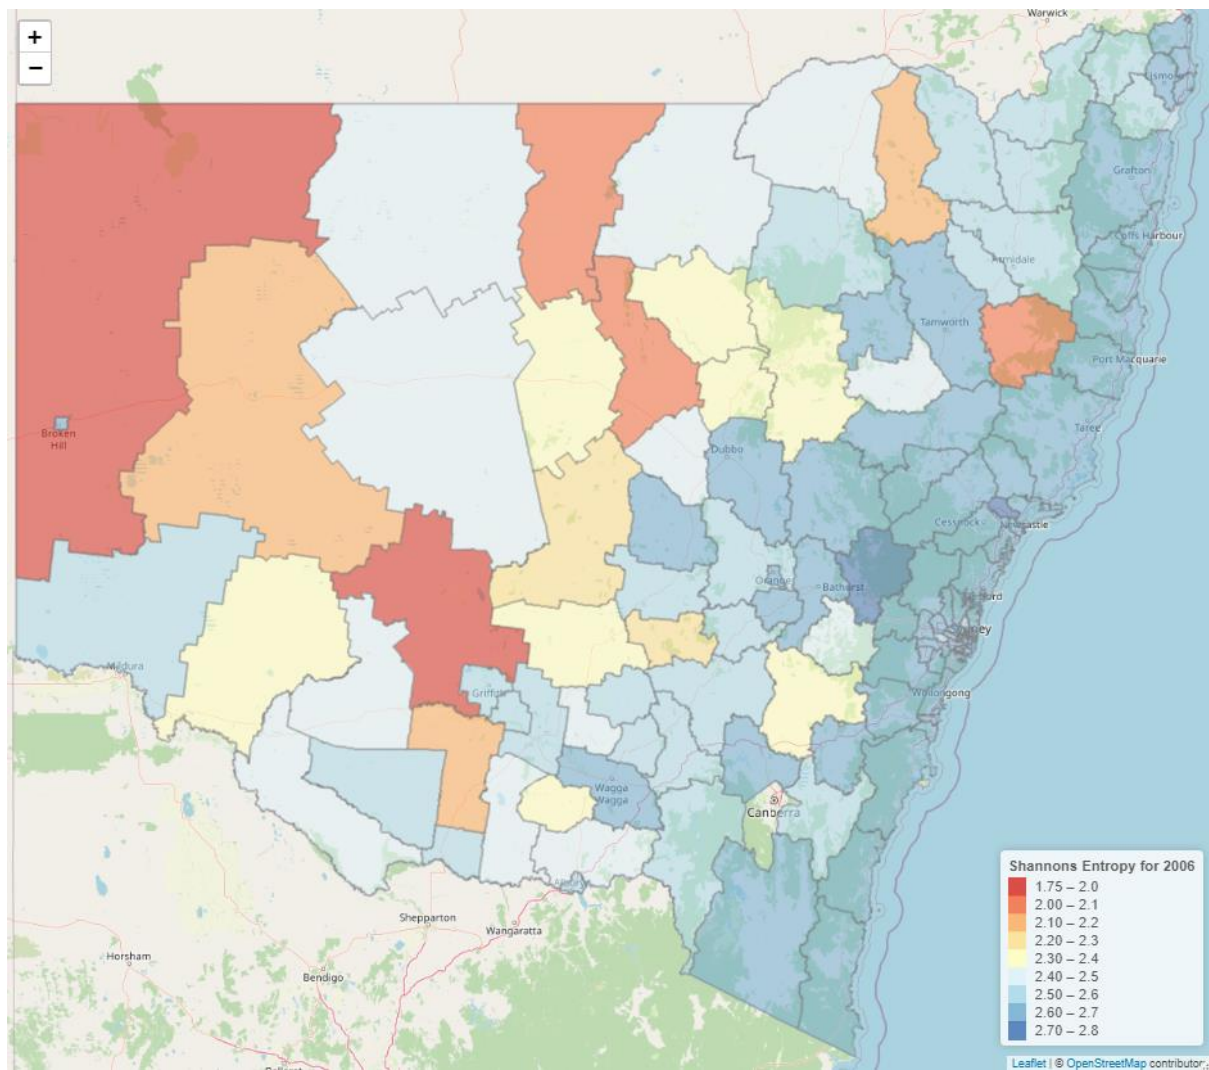 Warwick
+
−
Lismore
Grafton
Coffs Harbour
Armidale
Tamworth
Port Macquarie
Broken
Hill
Taree
Dubbo
Cessnock
Newcastle
Orange
Bathurst
Sydney
Mildura
Griffith
Wollongong
Wagga
Wagga
Canberra
Shannons Entropy for 2006
1.75 – 2.0
2.00 – 2.1
2.10 – 2.2
2.20 – 2.3
2.30 – 2.4
2.40 – 2.5
2.50 – 2.6
2.60 – 2.7
2.70 – 2.8
Albury
Shepparton
Wangaratta
Horsham
Bendigo
Leaflet | © OpenStreetMap contributor